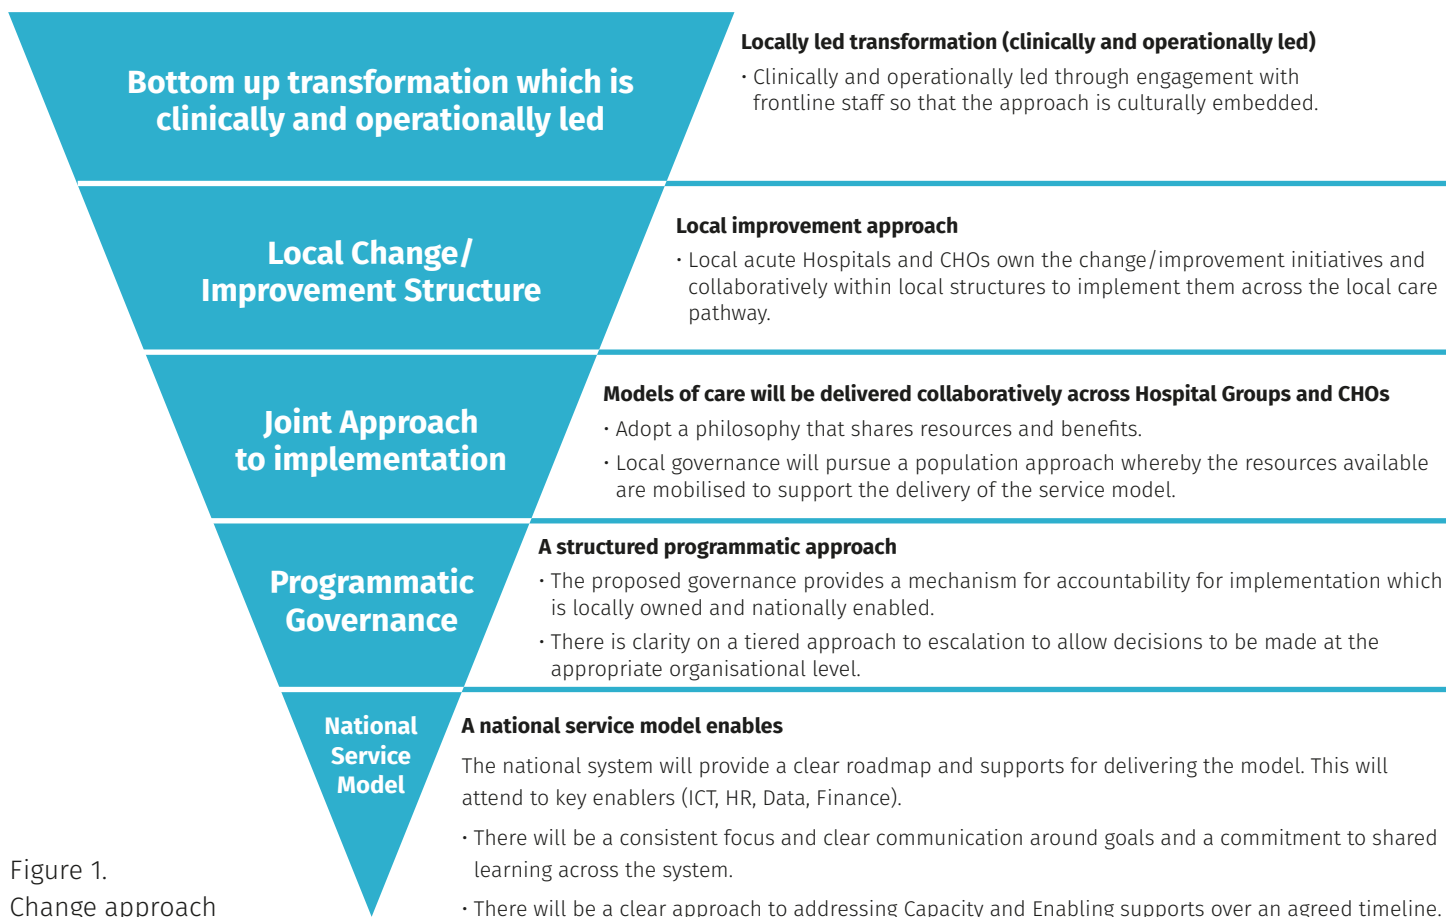 Bottom up transformation which is
clinically and operationally led
Locally led transformation (clinically and operationally led)
· Clinically and operationally led through engagement with
frontline staff so that the approach is culturally embedded.
Local Change/
Improvement Structure
Local improvement approach
· Local acute Hospitals and CHOs own the change/improvement initiatives and
collaboratively within local structures to implement them across the local care
pathway.
Joint Approach
to implementation
Models of care will be delivered collaboratively across Hospital Groups and CHOs
· Adopt a philosophy that shares resources and benefits.
· Local governance will pursue a population approach whereby the resources available
are mobilised to support the delivery of the service model.
Programmatic
Governance
A structured programmatic approach
· The proposed governance provides a mechanism for accountability for implementation which
is locally owned and nationally enabled.
· There is clarity on a tiered approach to escalation to allow decisions to be made at the
appropriate organisational level.
National
Service
Model
A national service model enables
The national system will provide a clear roadmap and supports for delivering the model. This will
attend to key enablers (ICT, HR, Data, Finance).
· There will be a consistent focus and clear communication around goals and a commitment to shared
learning across the system.
· There will be a clear approach to addressing Capacity and Enabling supports over an agreed timeline.
Figure 1.
Change approach